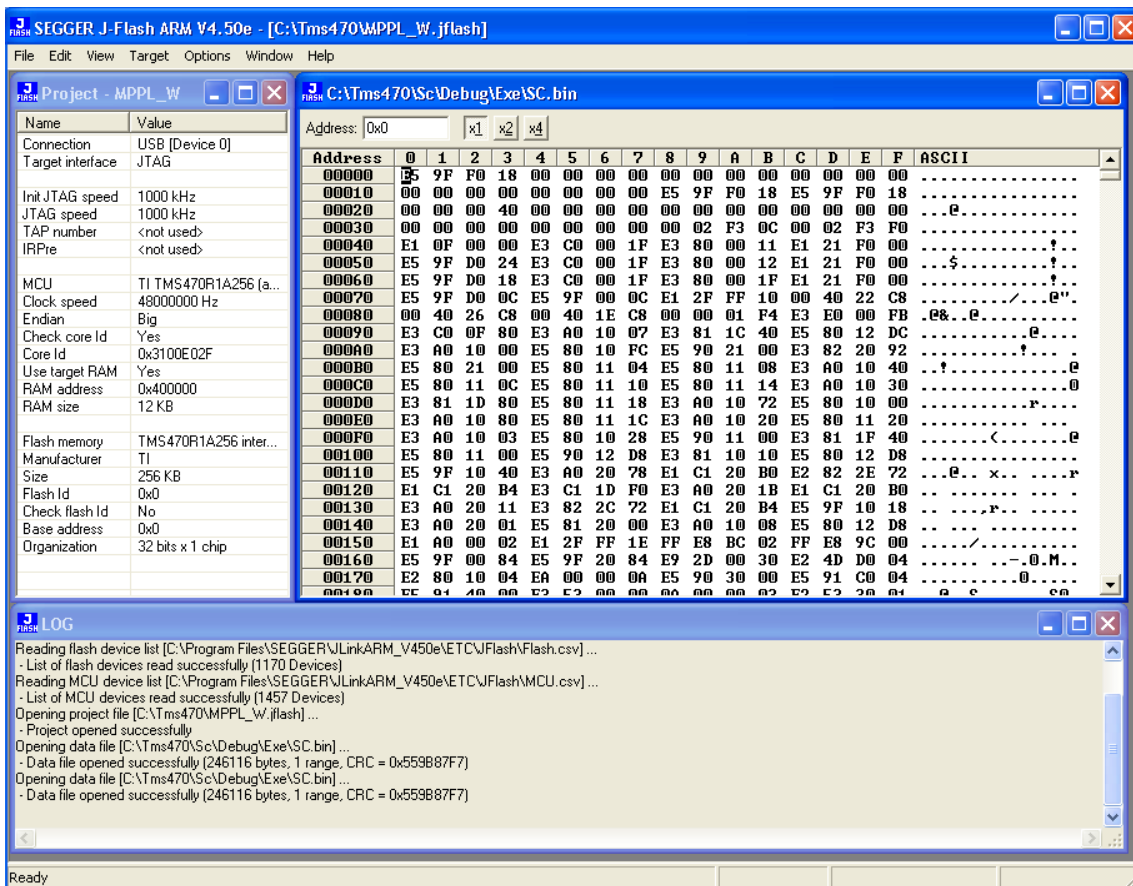 SEGGER J-Flash ARM V4.50e - [C:\Tms470\MPPL_W.jflash]
File Edit View Target Options Window Help
Project - MPPL_W
Name Value
Connection USB [Device 0]
Target interface JTAG
Init JTAG speed 1000 kHz
JTAG speed 1000 kHz
TAP number <not used>
IRPre <not used>
MCU TI TMS470R1A256 (a...
Clock speed 48000000 Hz
Endian Big
Check core Id Yes
Core Id 0x3100E02F
Use target RAM Yes
RAM address 0x400000
RAM size 12 KB
Flash memory TMS470R1A256 inter...
Manufacturer TI
Size 256 KB
Flash Id 0x0
Check flash Id No
Base address 0x0
Organization 32 bits x 1 chip
C:\Tms470\Sc\Debug\Exe\SC.bin
Address: 0x0 x1 x2 x4
Address 0 1 2 3 4 5 6 7 8 9 A B C D E F ASCII
00000 E5 9F F0 18 00 00 00 00 00 00 00 00 00 00 00 00 ................
00010 00 00 00 00 00 00 00 00 E5 9F F0 18 E5 9F F0 18 ................
00020 00 00 00 40 00 00 00 00 00 00 00 00 00 00 00 00 ...@............
00030 00 00 00 00 00 00 00 00 00 02 F3 0C 00 02 F3 F0 ................
00040 E1 0F 00 00 E3 C0 00 1F E3 80 00 11 E1 21 F0 00 .............!..
00050 E5 9F D0 24 E3 C0 00 1F E3 80 00 12 E1 21 F0 00 ...$.........!..
00060 E5 9F D0 18 E3 C0 00 1F E3 80 00 1F E1 21 F0 00 .............!..
00070 E5 9F D0 0C E5 9F 00 0C E1 2F FF 10 00 40 22 C8 ........./...@".
00080 00 40 26 C8 00 40 1E C8 00 00 01 F4 E3 E0 00 FB .@&..@..........
00090 E3 C0 0F 80 E3 A0 10 07 E3 81 1C 40 E5 80 12 DC ...........@....
000A0 E3 A0 10 00 E5 80 10 FC E5 90 21 00 E3 82 20 92 ..........!... .
000B0 E5 80 21 00 E5 80 11 04 E5 80 11 08 E3 A0 10 40 ..!............@
000C0 E5 80 11 0C E5 80 11 10 E5 80 11 14 E3 A0 10 30 ...............0
000D0 E3 81 1D 80 E5 80 11 18 E3 A0 10 72 E5 80 10 00 ...........r....
000E0 E3 A0 10 80 E5 80 11 1C E3 A0 10 20 E5 80 11 20 ........... ... 
000F0 E3 A0 10 03 E5 80 10 28 E5 90 11 00 E3 81 1F 40 .......(.......@
00100 E5 80 11 00 E5 90 12 D8 E3 81 10 10 E5 80 12 D8 ................
00110 E5 9F 10 40 E3 A0 20 78 E1 C1 20 B0 E2 82 2E 72 ...@.. x.. ....r
00120 E1 C1 20 B4 E3 C1 1D F0 E3 A0 20 1B E1 C1 20 B0 .. ....... ... .
00130 E3 A0 20 11 E3 82 2C 72 E1 C1 20 B4 E5 9F 10 18 .. ...,r.. .....
00140 E3 A0 20 01 E5 81 20 00 E3 A0 10 08 E5 80 12 D8 .. ... .........
00150 E1 A0 00 02 E1 2F FF 1E FF E8 BC 02 FF E8 9C 00 ...../..........
00160 E5 9F 00 84 E5 9F 20 84 E9 2D 00 30 E2 4D D0 04 ...... ..-.0.M..
00170 E2 80 10 04 EA 00 00 0A E5 90 30 00 E5 91 C0 04 ..........0.....
LOG
Reading flash device list [C:\Program Files\SEGGER\JLinkARM_V450e\ETC\JFlash\Flash.csv] ...
- List of flash devices read successfully (1170 Devices)
Reading MCU device list [C:\Program Files\SEGGER\JLinkARM_V450e\ETC\JFlash\MCU.csv] ...
- List of MCU devices read successfully (1457 Devices)
Opening project file [C:\Tms470\MPPL_W.jflash] ...
- Project opened successfully
Opening data file [C:\Tms470\Sc\Debug\Exe\SC.bin] ...
- Data file opened successfully (246116 bytes, 1 range, CRC = 0x559B87F7)
Opening data file [C:\Tms470\Sc\Debug\Exe\SC.bin] ...
- Data file opened successfully (246116 bytes, 1 range, CRC = 0x559B87F7)
Ready